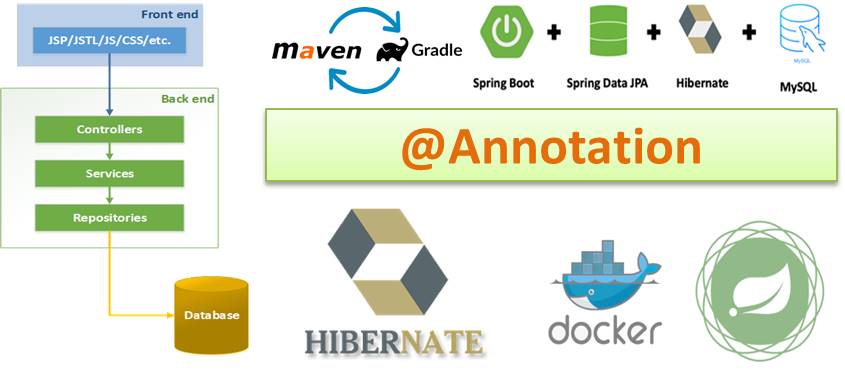 Front end
JSP/JSTL/JS/CSS/etc.
Back end
Controllers
Services
Repositories
Database
maven
Gradle
Spring Boot
+
Spring Data JPA
+
Hibernate
+
MySQL
MySQL
@Annotation
HIBERNATE
docker